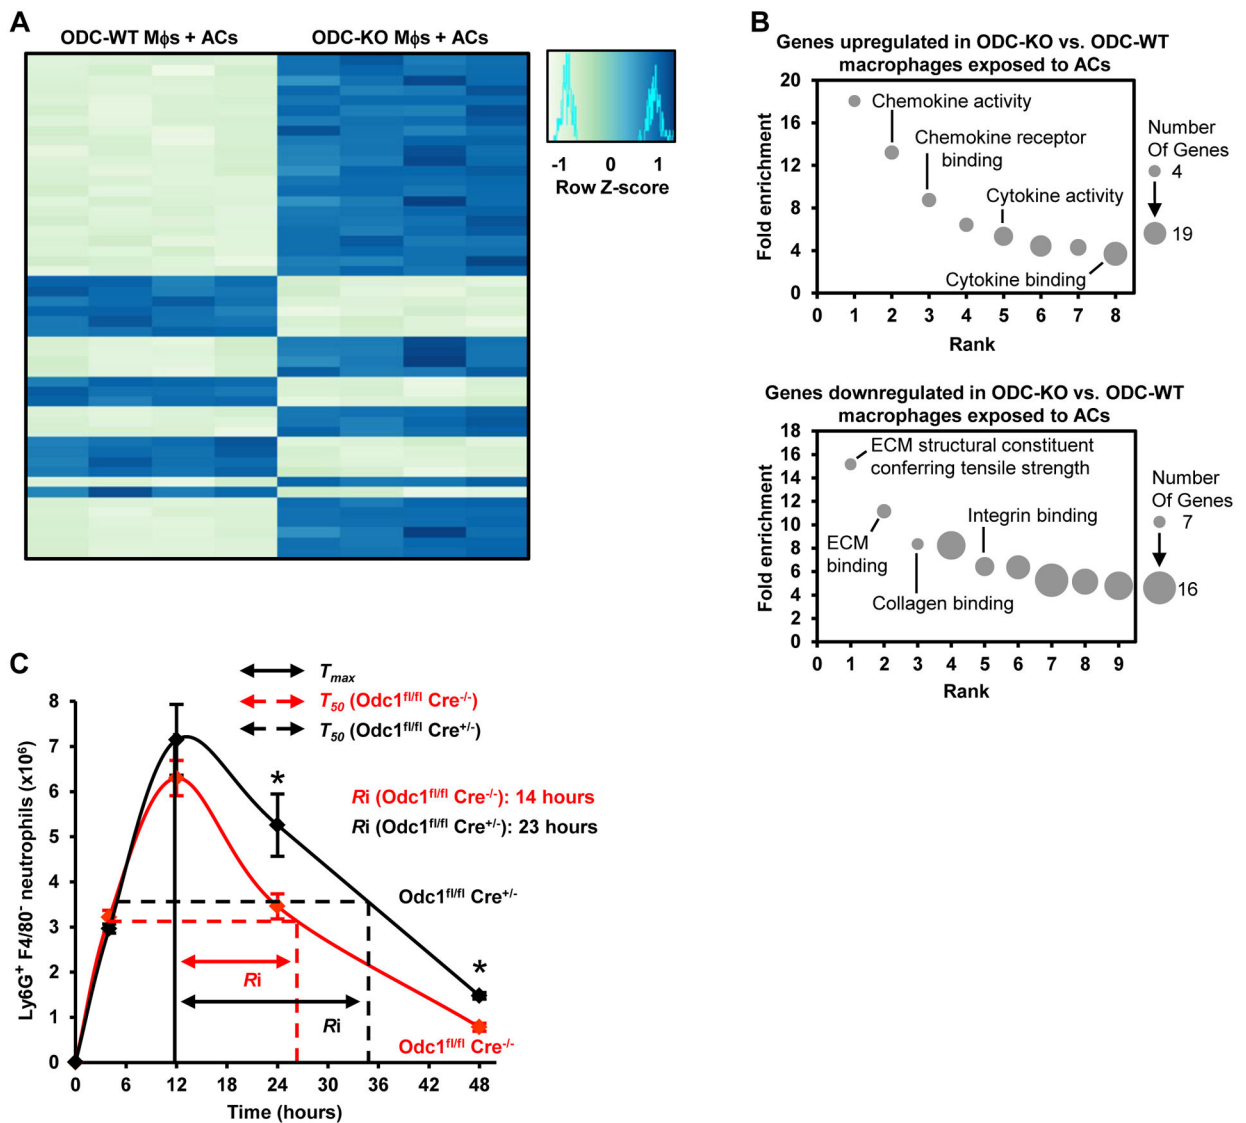 A
ODC-WT Mϕs + ACs
ODC-KO Mϕs + ACs
-1 0 1
Row Z-score
B
Genes upregulated in ODC-KO vs. ODC-WT
macrophages exposed to ACs
20
16
12
8
4
0
Fold enrichment
Chemokine activity
Chemokine receptor
binding
Cytokine activity
Cytokine binding
0 1 2 3 4 5 6 7 8
Rank
Number
Of Genes
4
19
Genes downregulated in ODC-KO vs. ODC-WT
macrophages exposed to ACs
18
16
14
12
10
8
6
4
2
0
Fold enrichment
ECM structural constituent
conferring tensile strength
Integrin binding
ECM
binding
Collagen binding
0 1 2 3 4 5 6 7 8 9
Rank
Number
Of Genes
7
16
C
Tmax
T50 (Odc1fl/fl Cre-/-)
T50 (Odc1fl/fl Cre+/-)
8
7
6
5
4
3
2
1
0
Ly6G+ F4/80- neutrophils (x10⁶)
*
Ri (Odc1fl/fl Cre-/-): 14 hours
Ri (Odc1fl/fl Cre+/-): 23 hours
Odc1fl/fl Cre+/-
*
Ri
Ri
Odc1fl/fl Cre-/-
0 6 12 18 24 30 36 42 48
Time (hours)